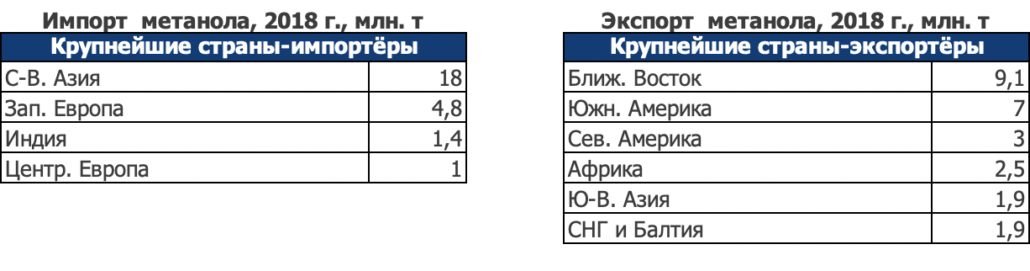 Импорт метанола, 2018 г., млн. т
Крупнейшие страны-импортёры
С-В. Азия 18
Зап. Европа 4,8
Индия 1,4
Центр. Европа 1
Экспорт метанола, 2018 г., млн. т
Крупнейшие страны-экспортёры
Ближ. Восток 9,1
Южн. Америка 7
Сев. Америка 3
Африка 2,5
Ю-В. Азия 1,9
СНГ и Балтия 1,9